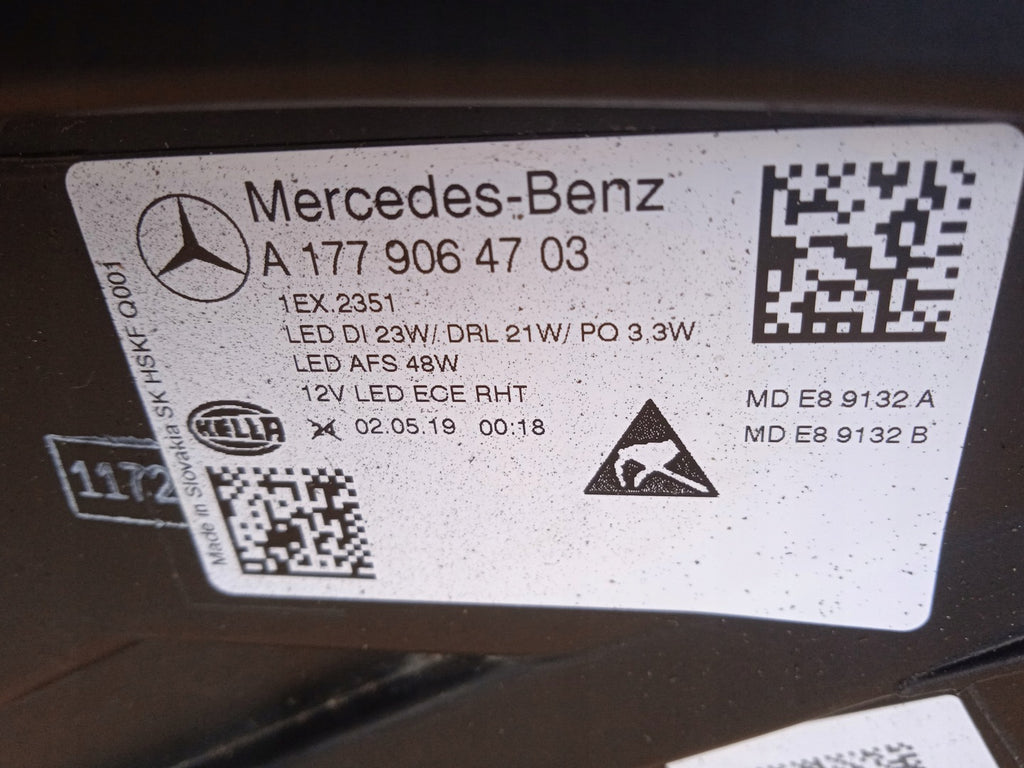 Mercedes-Benz
A 177 906 47 03
1EX.2351
LED DI 23W/ DRL 21W/ PO 3,3W
LED AFS 48W
12V LED ECE RHT
HELLA
24 02.05.19 00:18
MD E8 9132 A
MD E8 9132 B
Made in Slovakia SK HSKF Q001
1172